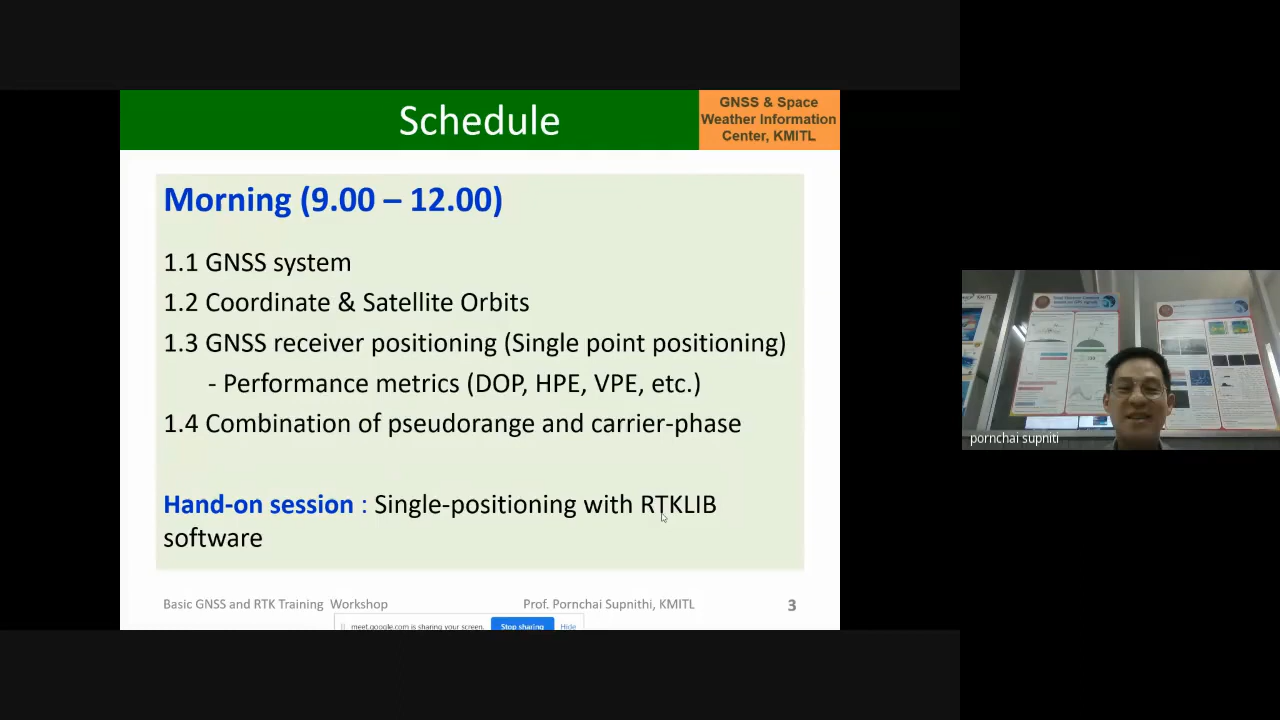 Schedule
GNSS & Space
Weather Information
Center, KMITL
Morning (9.00 – 12.00)
1.1 GNSS system
1.2 Coordinate & Satellite Orbits
1.3 GNSS receiver positioning (Single point positioning)
- Performance metrics (DOP, HPE, VPE, etc.)
1.4 Combination of pseudorange and carrier-phase
Hand-on session : Single-positioning with RTKLIB
software
Basic GNSS and RTK Training Workshop
Prof. Pornchai Supnithi, KMITL
3
meet.google.com is sharing your screen.
Stop sharing
Hide
pornchai supniti